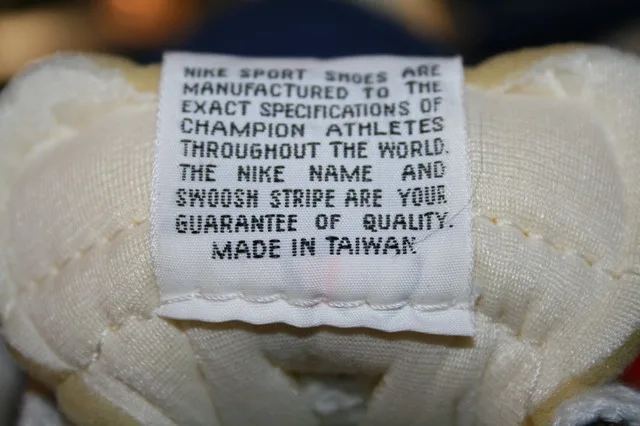 NIKE SPORT SHOES ARE
MANUFACTURED TO THE
EXACT SPECIFICATIONS OF
CHAMPION ATHLETES
THROUGHOUT THE WORLD.
THE NIKE NAME AND
SWOOSH STRIPE ARE YOUR
GUARANTEE OF QUALITY.
MADE IN TAIWAN